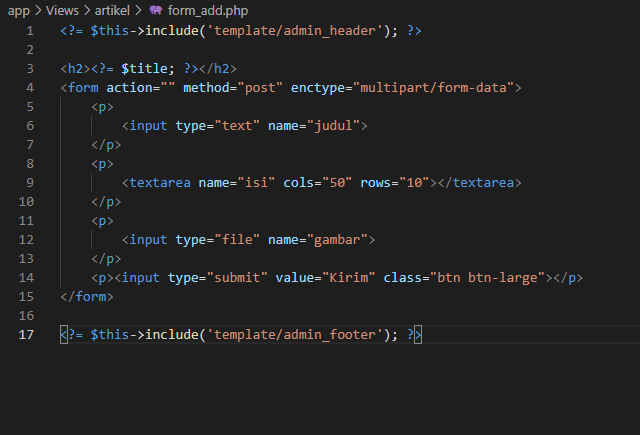 app > Views > artikel > form_add.php
1 <?= $this->include('template/admin_header'); ?>
2
3 <h2><?= $title; ?></h2>
4 <form action="" method="post" enctype="multipart/form-data">
5     <p>
6         <input type="text" name="judul">
7     </p>
8     <p>
9         <textarea name="isi" cols="50" rows="10"></textarea>
10     </p>
11     <p>
12         <input type="file" name="gambar">
13     </p>
14     <p><input type="submit" value="Kirim" class="btn btn-large"></p>
15 </form>
16
17 <?= $this->include('template/admin_footer'); ?>